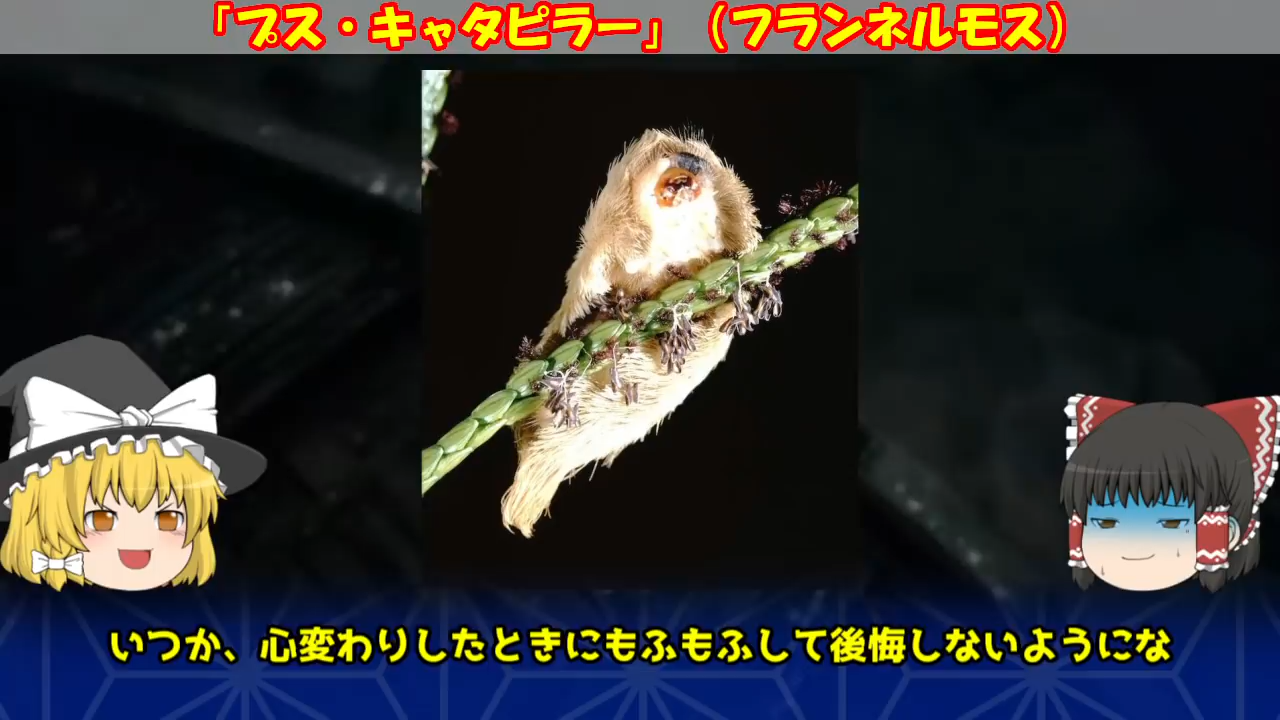 「プス・キャタピラー」（フランネルモス）
いつか、心変わりしたときにもふもふして後悔しないようにな